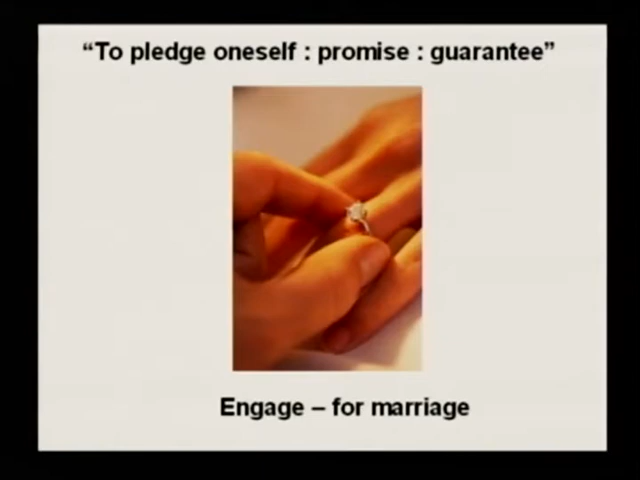 “To pledge oneself : promise : guarantee”
Engage – for marriage